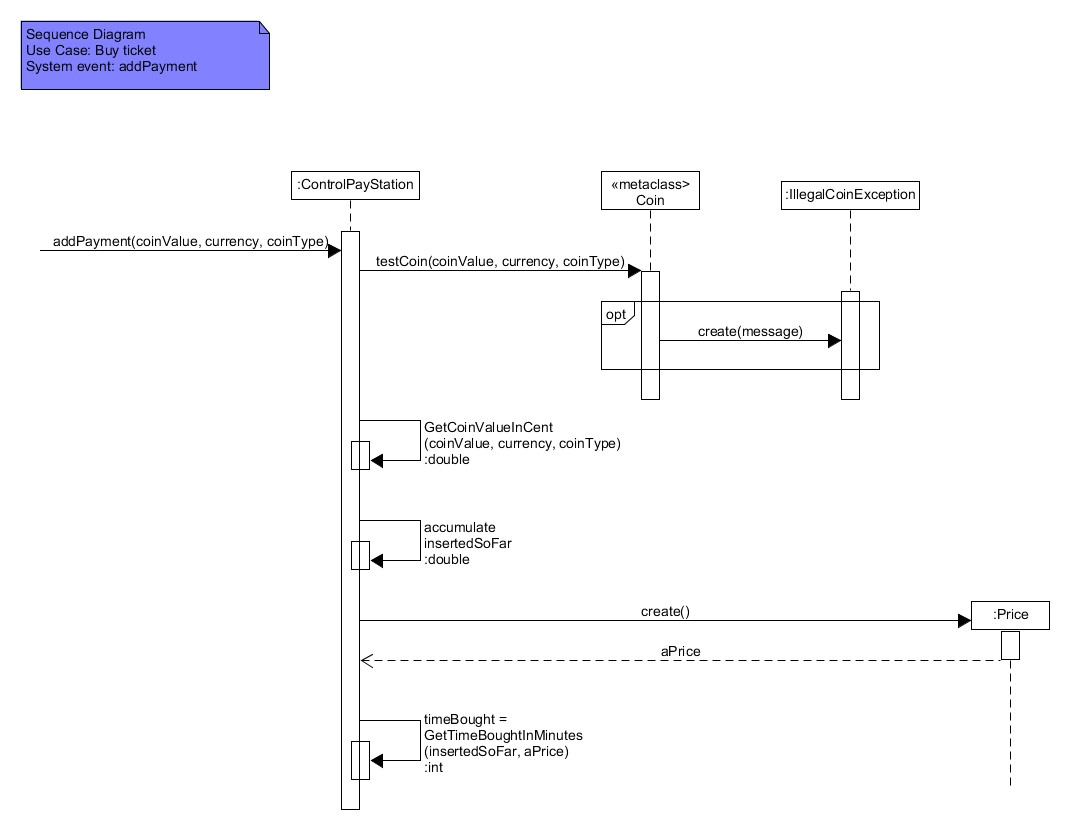 Sequence Diagram
Use Case: Buy ticket
System event: addPayment
:ControlPayStation
«metaclass>
Coin
:IllegalCoinException
addPayment(coinValue, currency, coinType)
testCoin(coinValue, currency, coinType)
opt
create(message)
GetCoinValueInCent
(coinValue, currency, coinType)
:double
accumulate
insertedSoFar
:double
create()
:Price
aPrice
timeBought =
GetTimeBoughtInMinutes
(insertedSoFar, aPrice)
:int